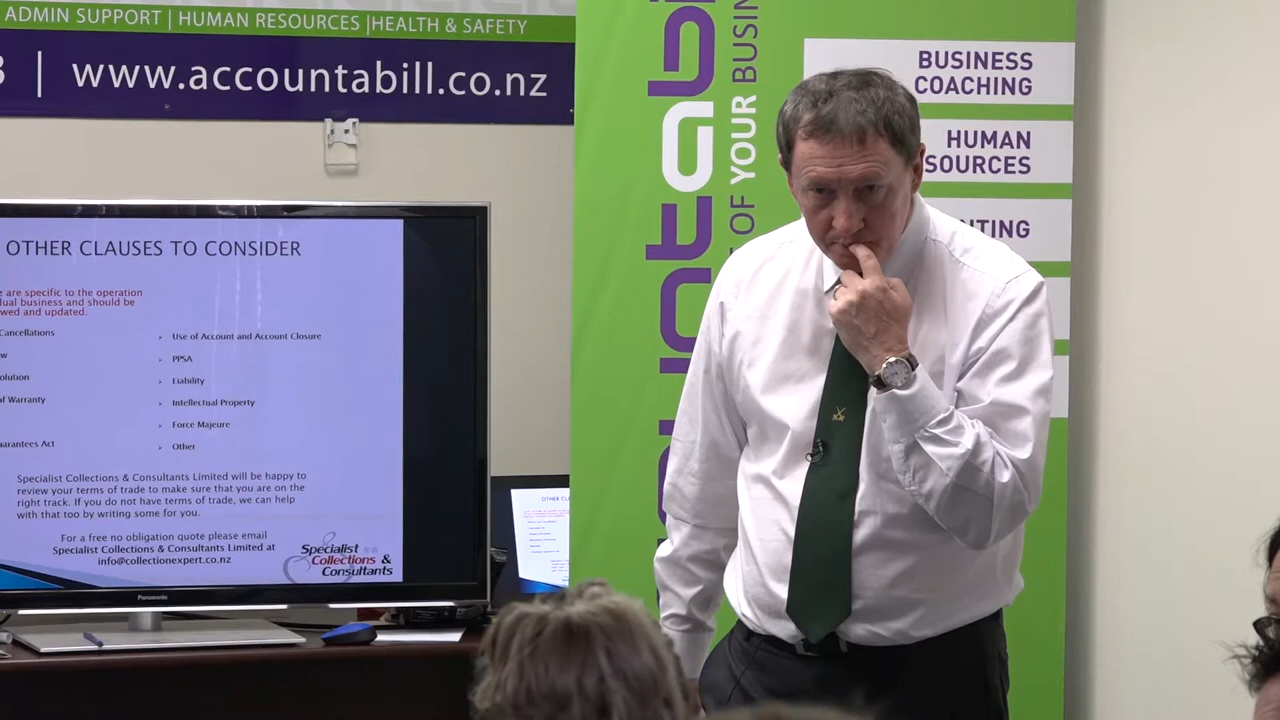 ADMIN SUPPORT | HUMAN RESOURCES |HEALTH & SAFETY
| www.accountabill.co.nz
OF YOUR BUSIN
BUSINESS
COACHING
HUMAN
SOURCES
NTING
OTHER CLAUSES TO CONSIDER
e are specific to the operation
ual business and should be
wed and updated.
Cancellations
w
olution
of Warranty
uarantees Act
Use of Account and Account Closure
PPSA
Liability
Intellectual Property
Force Majeure
Other
Specialist Collections & Consultants Limited will be happy to
review your terms of trade to make sure that you are on the
right track. If you do not have terms of trade, we can help
with that too by writing some for you.
For a free no obligation quote please email
Specialist Collections & Consultants Limited at
info@collectionexpert.co.nz
Specialist
Collections &
Consultants
Panasonic
OTHER CL